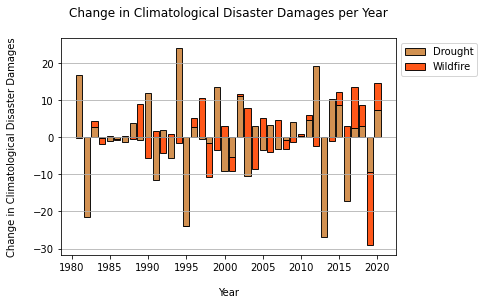 Change in Climatological Disaster Damages per Year
Drought
Wildfire
Change in Climatological Disaster Damages
20
10
0
−10
−20
−30
1980 1985 1990 1995 2000 2005 2010 2015 2020
Year